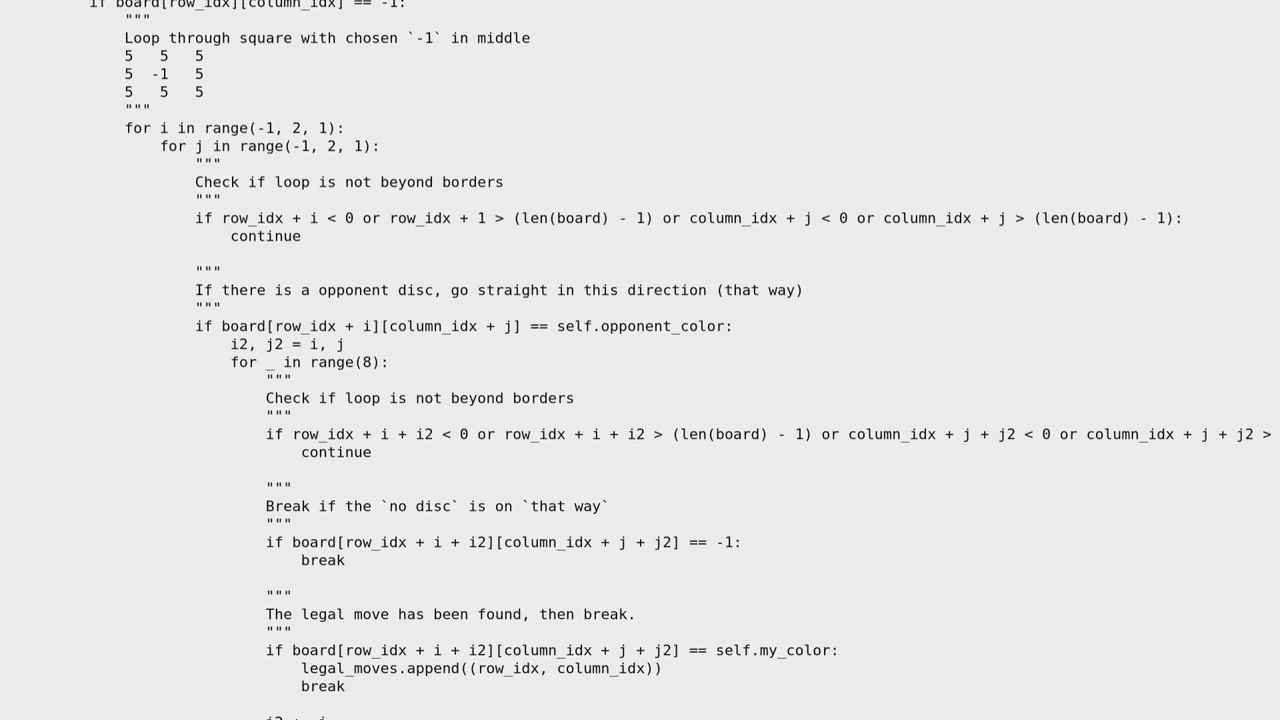 if board[row_idx][column_idx] == -1:
"""
Loop through square with chosen `-1` in middle
5 5 5
5 -1 5
5 5 5
"""
for i in range(-1, 2, 1):
for j in range(-1, 2, 1):
"""
Check if loop is not beyond borders
"""
if row_idx + i < 0 or row_idx + 1 > (len(board) - 1) or column_idx + j < 0 or column_idx + j > (len(board) - 1):
continue
"""
If there is a opponent disc, go straight in this direction (that way)
"""
if board[row_idx + i][column_idx + j] == self.opponent_color:
i2, j2 = i, j
for _ in range(8):
"""
Check if loop is not beyond borders
"""
if row_idx + i + i2 < 0 or row_idx + i + i2 > (len(board) - 1) or column_idx + j + j2 < 0 or column_idx + j + j2 >
continue
"""
Break if the `no disc` is on `that way`
"""
if board[row_idx + i + i2][column_idx + j + j2] == -1:
break
"""
The legal move has been found, then break.
"""
if board[row_idx + i + i2][column_idx + j + j2] == self.my_color:
legal_moves.append((row_idx, column_idx))
break